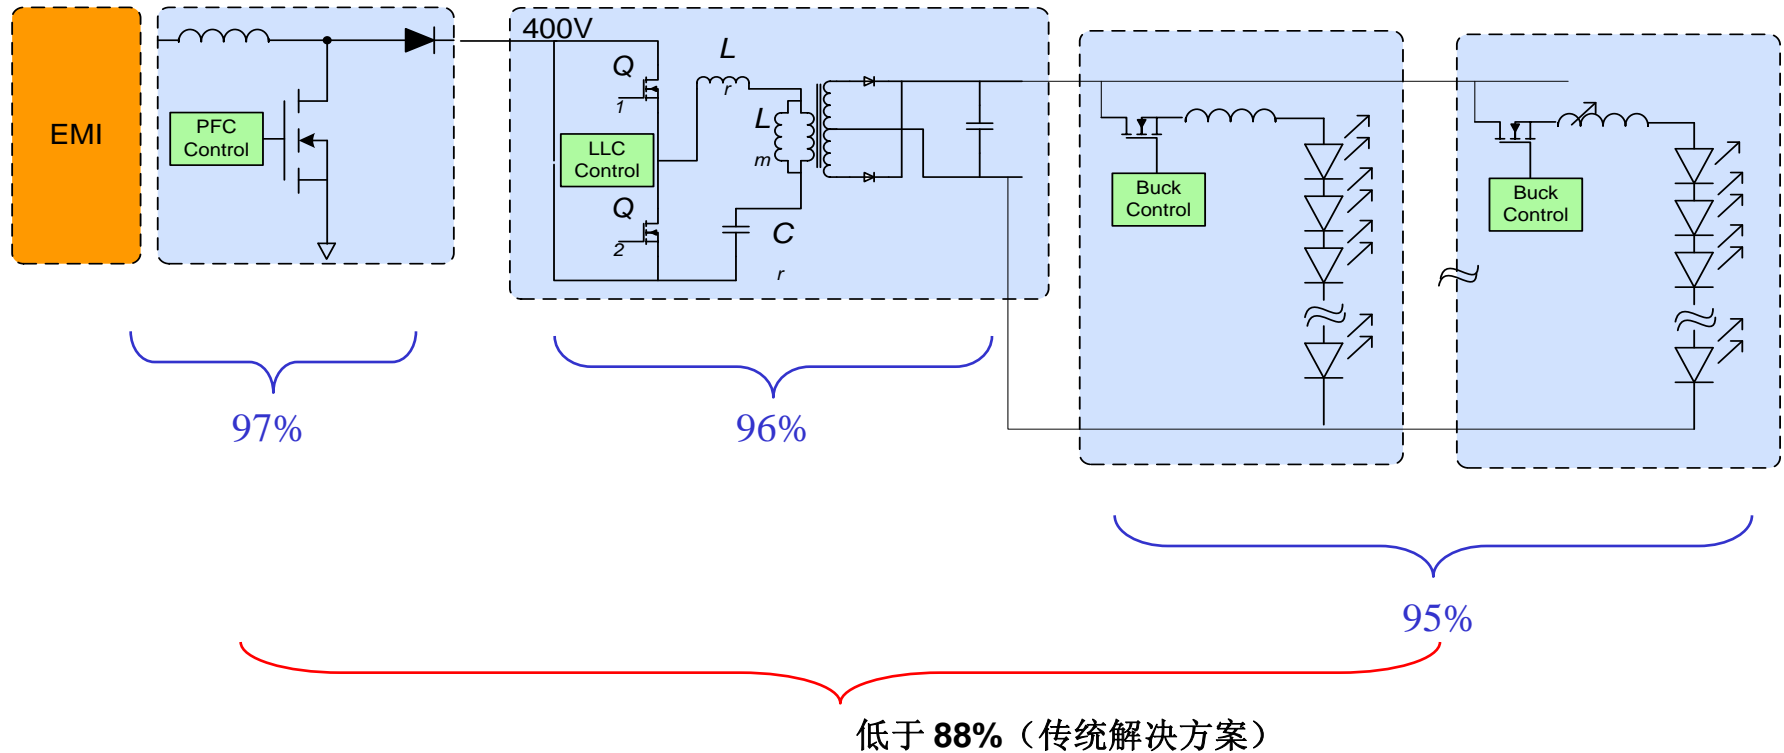 EMI
PFC
Control
400V
Q
1
LLC
Control
Q
2
L
r
L
m
C
r
Buck
Control
Buck
Control
97%
96%
95%
低于 88%（传统解决方案）